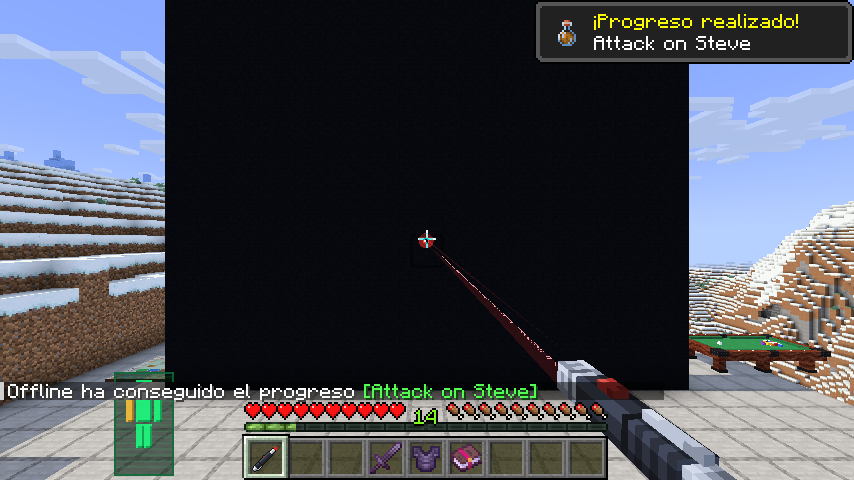 ¡Progreso realizado!
Attack on Steve
Offline ha conseguido el progreso [Attack on Steve]
14